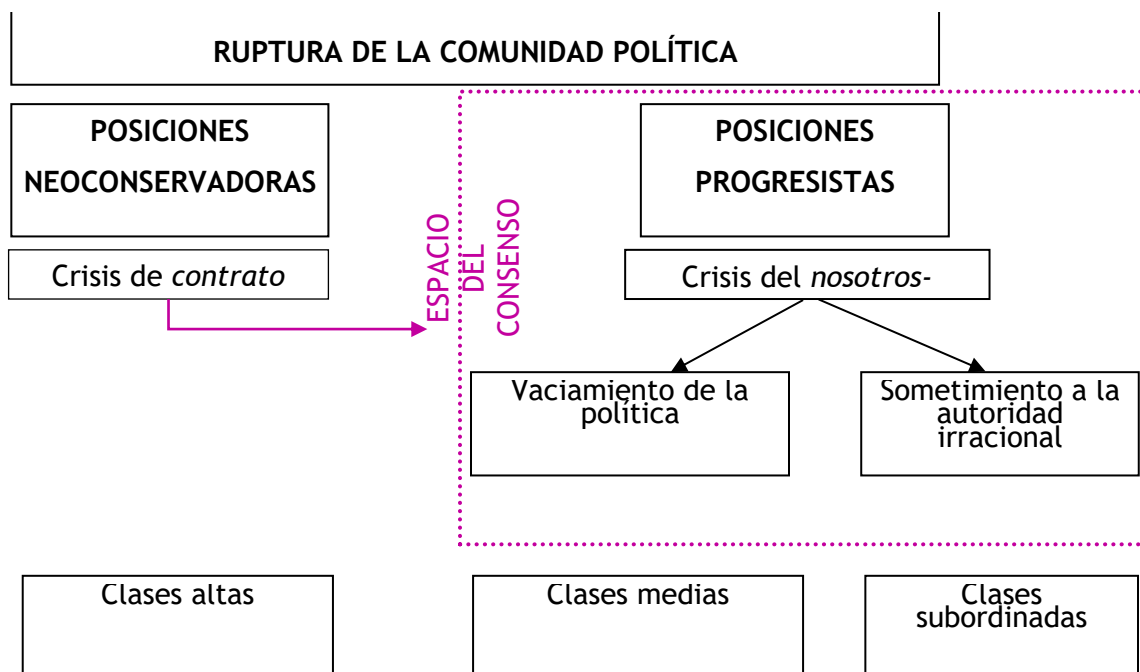 RUPTURA DE LA COMUNIDAD POLÍTICA
POSICIONES
NEOCONSERVADORAS
POSICIONES
PROGRESISTAS
ESPACIO
DEL
CONSENSO
Crisis de contrato
Crisis del nosotros-
Vaciamiento de la
política
Sometimiento a la
autoridad
irracional
Clases altas
Clases medias
Clases
subordinadas